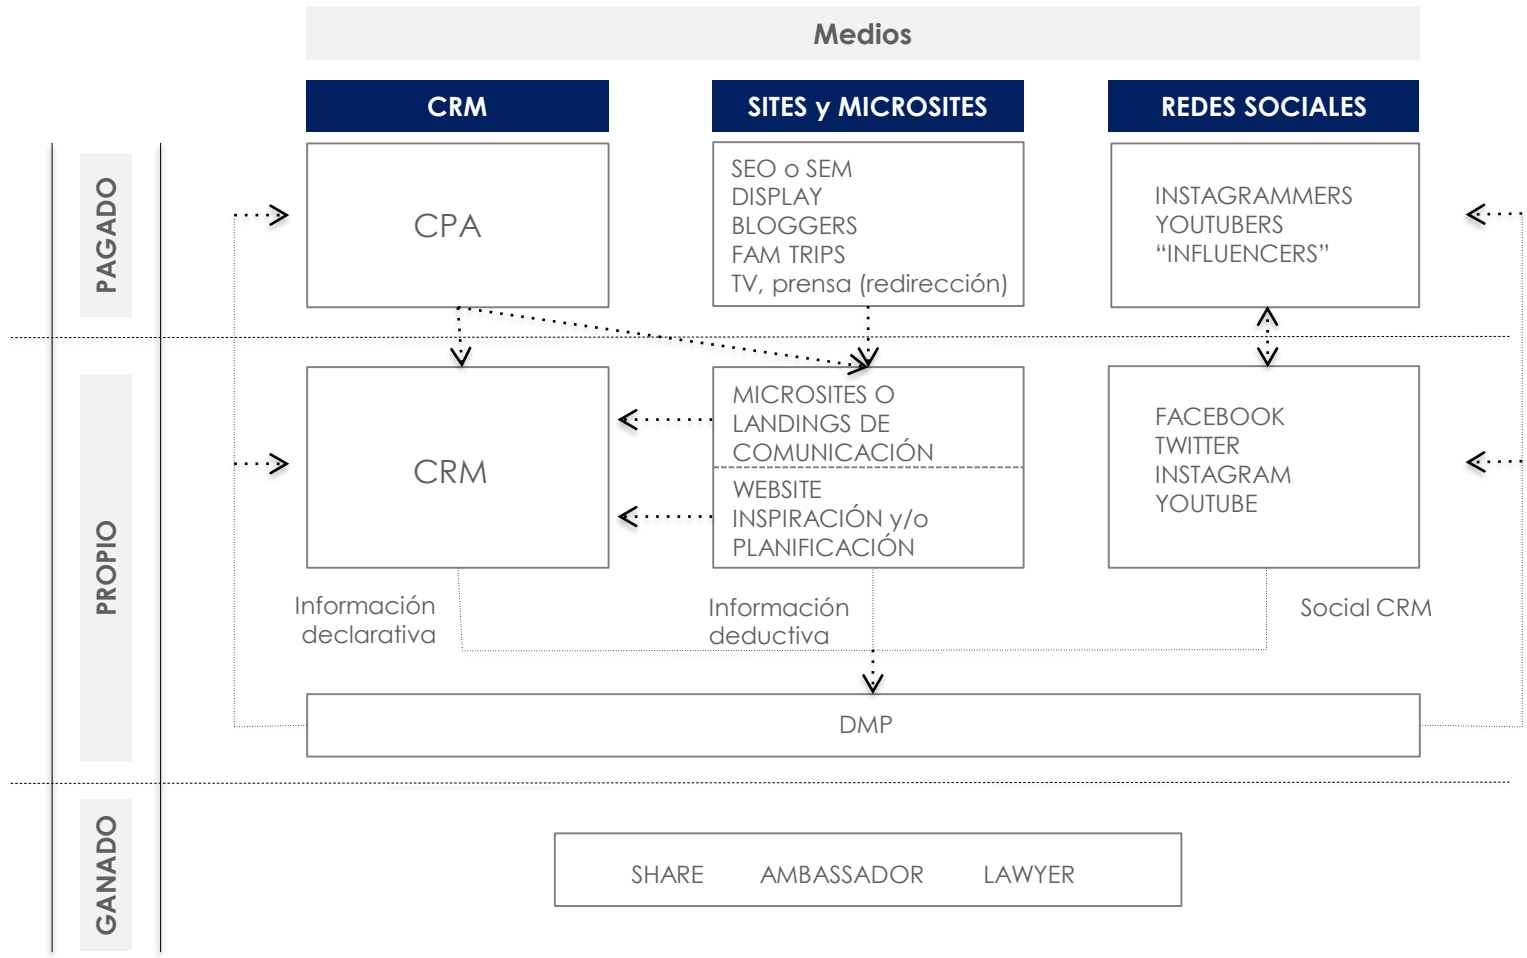 Medios
CRM
SITES y MICROSITES
REDES SOCIALES
PAGADO
CPA
SEO o SEM
DISPLAY
BLOGGERS
FAM TRIPS
TV, prensa (redirección)
INSTAGRAMMERS
YOUTUBERS
“INFLUENCERS”
PROPIO
CRM
MICROSITES O
LANDINGS DE
COMUNICACIÓN
WEBSITE
INSPIRACIÓN y/o
PLANIFICACIÓN
FACEBOOK
TWITTER
INSTAGRAM
YOUTUBE
Información
declarativa
Información
deductiva
Social CRM
DMP
GANADO
SHARE AMBASSADOR LAWYER